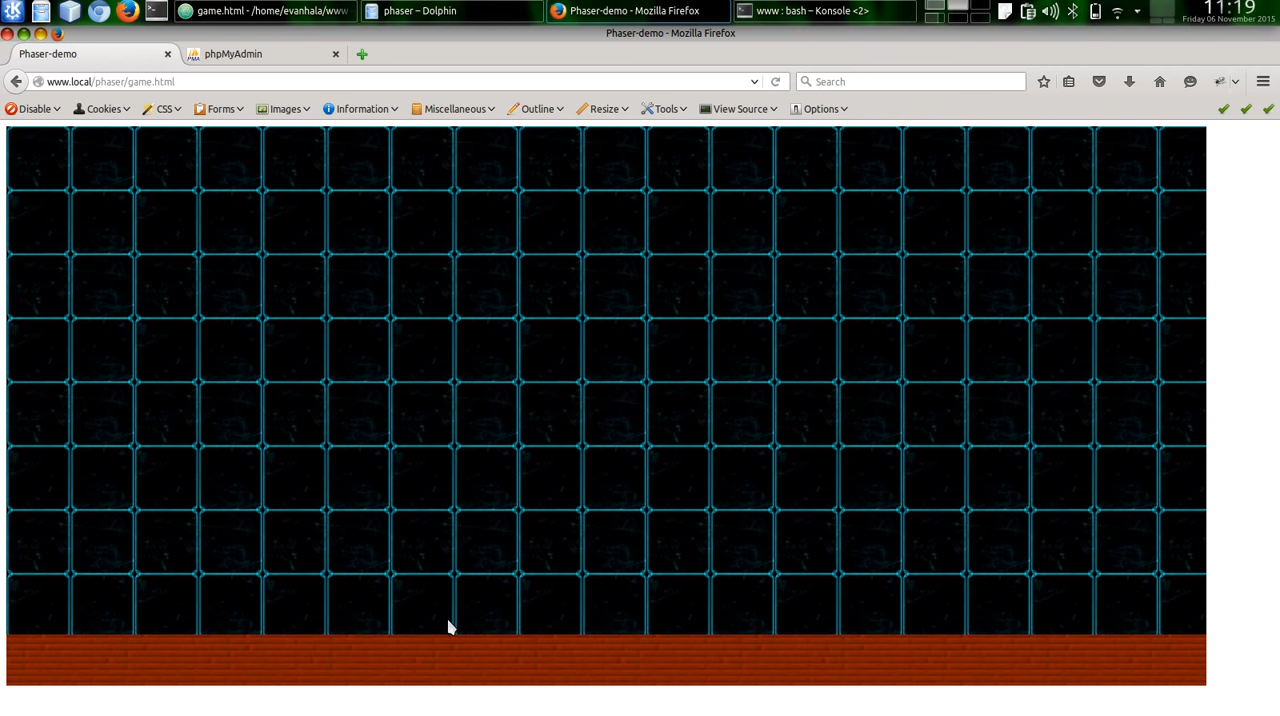 game.html - /home/evanhala/www
phaser – Dolphin
Phaser-demo - Mozilla Firefox
www : bash – Konsole <2>
11:19
Friday 06 November 2015
Phaser-demo - Mozilla Firefox
Phaser-demo
phpMyAdmin
www.local/phaser/game.html
Search
Disable
Cookies
CSS
Forms
Images
Information
Miscellaneous
Outline
Resize
Tools
View Source
Options